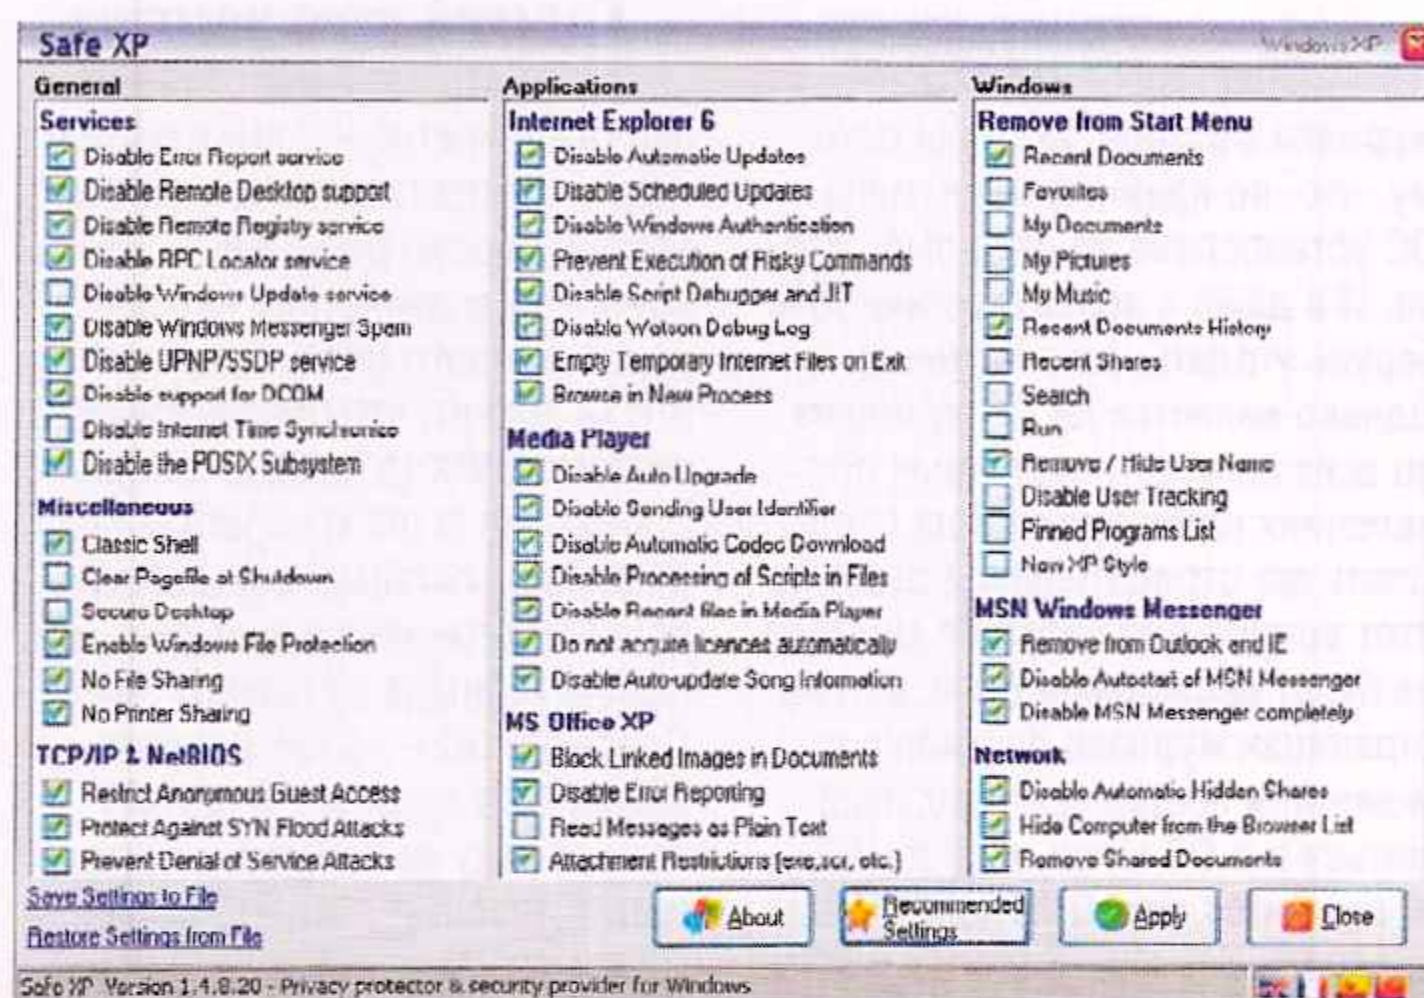 Safe XP
Windows XP
General
Services
Disable Error Report service
Disable Remote Desktop support
Disable Remote Registry service
Disable RPC Locator service
Disable Windows Update service
Disable Windows Messenger Spam
Disable UPNP/SSDP service
Disable support for DCOM
Disable Internet Time Synchronice
Disable the POSIX Subsystem
Miscellaneous
Classic Shell
Clear Pagefile at Shutdown
Secure Desktop
Enable Windows File Protection
No File Sharing
No Printer Sharing
TCP/IP & NetBIOS
Restrict Anonymous Guest Access
Protect Against SYN Flood Attacks
Prevent Denial of Service Attacks
Applications
Internet Explorer 6
Disable Automatic Updates
Disable Scheduled Updates
Disable Windows Authentication
Prevent Execution of Risky Commands
Disable Script Debugger and JIT
Disable Watson Debug Log
Empty Temporary Internet Files on Exit
Browse in New Process
Media Player
Disable Auto Upgrade
Disable Sending User Identifier
Disable Automatic Codec Download
Disable Processing of Scripts in Files
Disable Recent files in Media Player
Do not acquire licences automatically
Disable Auto-update Song Information
MS Office XP
Block Linked Images in Documents
Disable Error Reporting
Read Messages as Plain Text
Attachment Restrictions (exe,scr, etc.)
Windows
Remove from Start Menu
Recent Documents
Favorites
My Documents
My Pictures
My Music
Recent Documents History
Recent Shares
Search
Run
Remove / Hide User Name
Disable User Tracking
Pinned Programs List
New XP Style
MSN Windows Messenger
Remove from Outlook and IE
Disable Autostart of MSN Messenger
Disable MSN Messenger completely
Network
Disable Automatic Hidden Shares
Hide Computer from the Browser List
Remove Shared Documents
Save Settings to File
Restore Settings from File
About
Recommended
Settings
Apply
Close
Safe XP Version 1.4.8.20 - Privacy protector & security provider for Windows